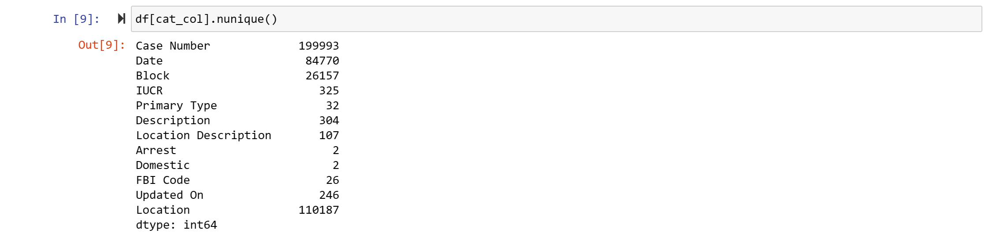 In [9]: df[cat_col].nunique()
Out[9]: Case Number 199993
Date 84770
Block 26157
IUCR 325
Primary Type 32
Description 304
Location Description 107
Arrest 2
Domestic 2
FBI Code 26
Updated On 246
Location 110187
dtype: int64